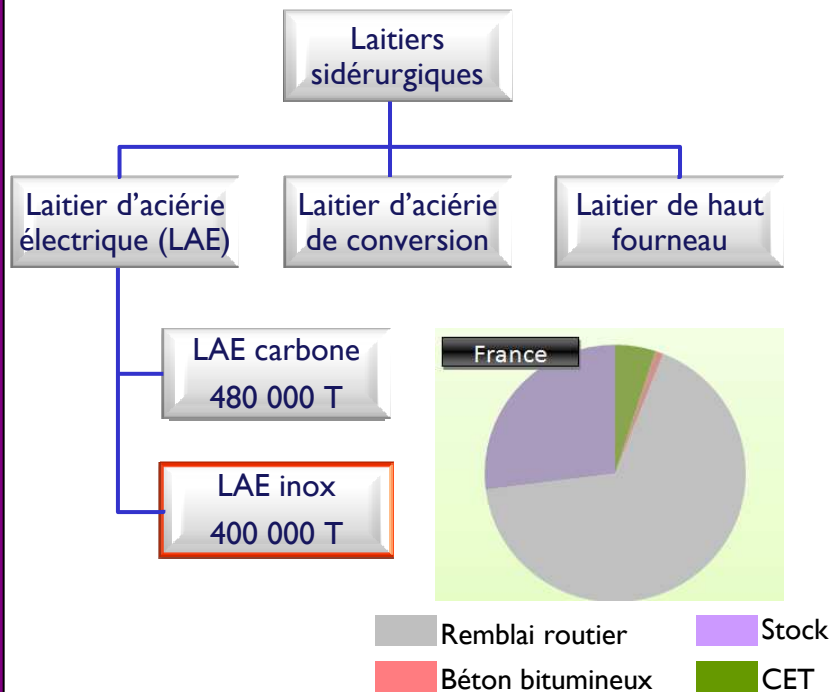 Laitiers
sidérurgiques
Laitier d’aciérie
électrique (LAE)
Laitier d’aciérie
de conversion
Laitier de haut
fourneau
LAE carbone
480 000 T
LAE inox
400 000 T
France
Remblai routier
Stock
Béton bitumineux
CET